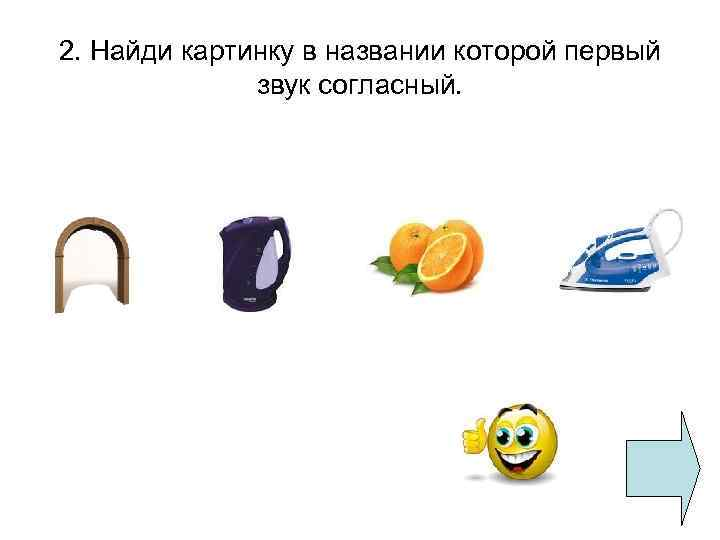 2. Найди картинку в названии которой первый
звук согласный.